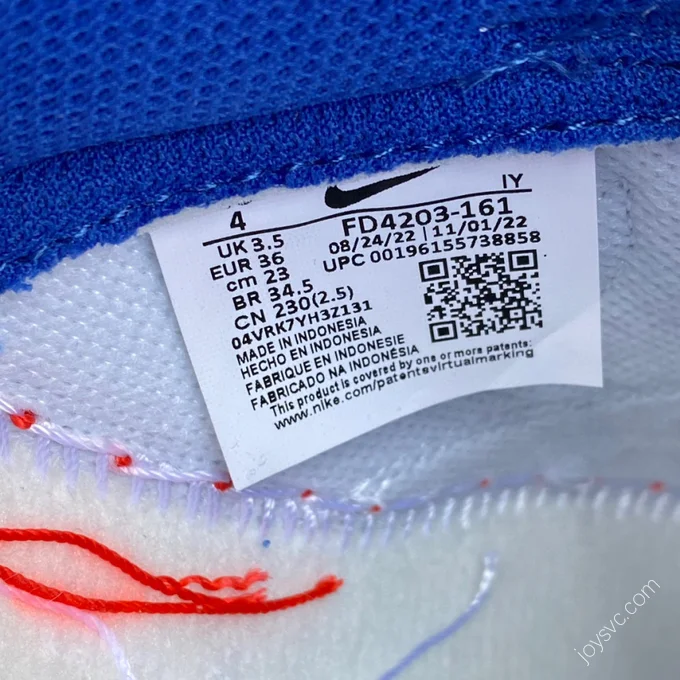 IY
4
FD4203-161
UK 3.5
08/24/22 | 11/01/22
EUR 36
UPC 00196155738858
cm 23
BR 34.5
CN 230(2.5)
04VRK7YH3Z131
MADE IN INDONESIA
HECHO EN INDONESIA
FABRIQUE EN INDONESIE
FABRICADO NA INDONÉSIA
This product is covered by one or more patents:
www.nike.com/patentsvirtualmarking
joysvc.com